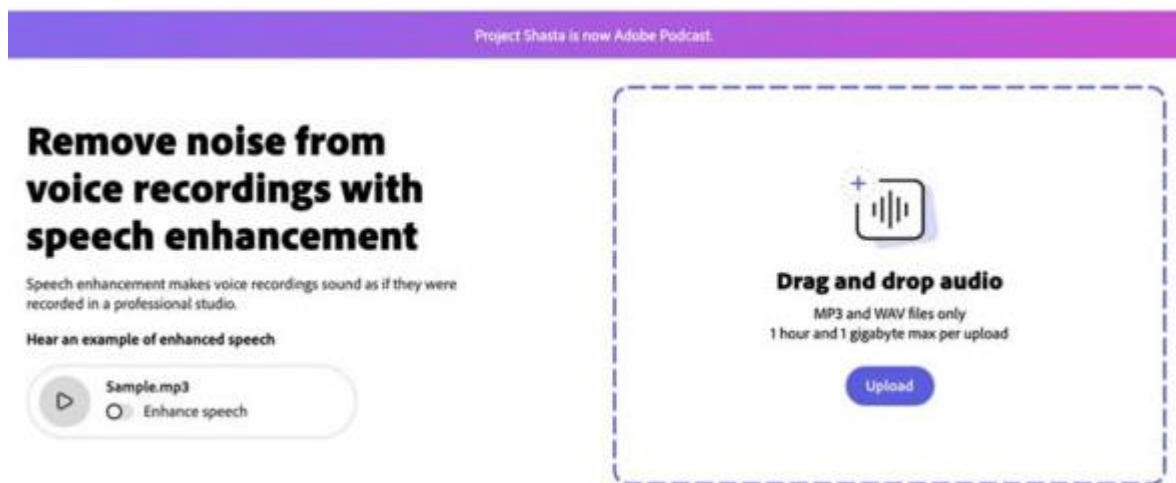 Project Shasta is now Adobe Podcast.
Remove noise from
voice recordings with
speech enhancement
Speech enhancement makes voice recordings sound as if they were
recorded in a professional studio.
Hear an example of enhanced speech
Sample.mp3
Enhance speech
Drag and drop audio
MP3 and WAV files only
1 hour and 1 gigabyte max per upload
Upload